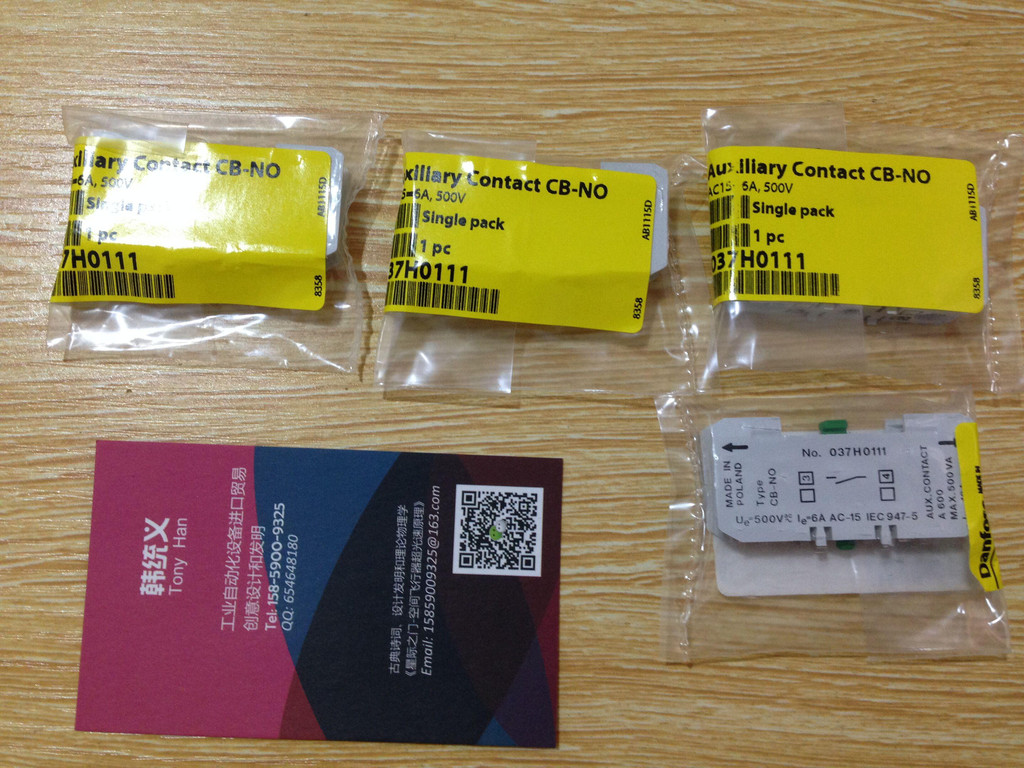 xiliary Contact CB-NO
=6A, 500V
Single pack
1 pc
7H0111
AB1115D
8358
uxiliary Contact CB-NO
5=6A, 500V
Single pack
1 pc
37H0111
AB1115D
8358
Auxiliary Contact CB-NO
AC15= 6A, 500V
Single pack
1 pc
037H0111
AB1115D
8358
MADE IN
POLAND
Type
CB-NO
No. 037H0111
3
4
AUX.CONTACT
A 600
MAX.500VA
Ue=500V Ie=6A AC-15 IEC 947-5
Danfoss
韩统义
Tony Han
工业自动化设备进口贸易
创意设计和发明
Tel: 158-5900-9325
QQ: 654648180
古典诗词、设计发明和理论物理学
《星际之门-空间飞行器超光速原理》
Email: 15859009325@163.com